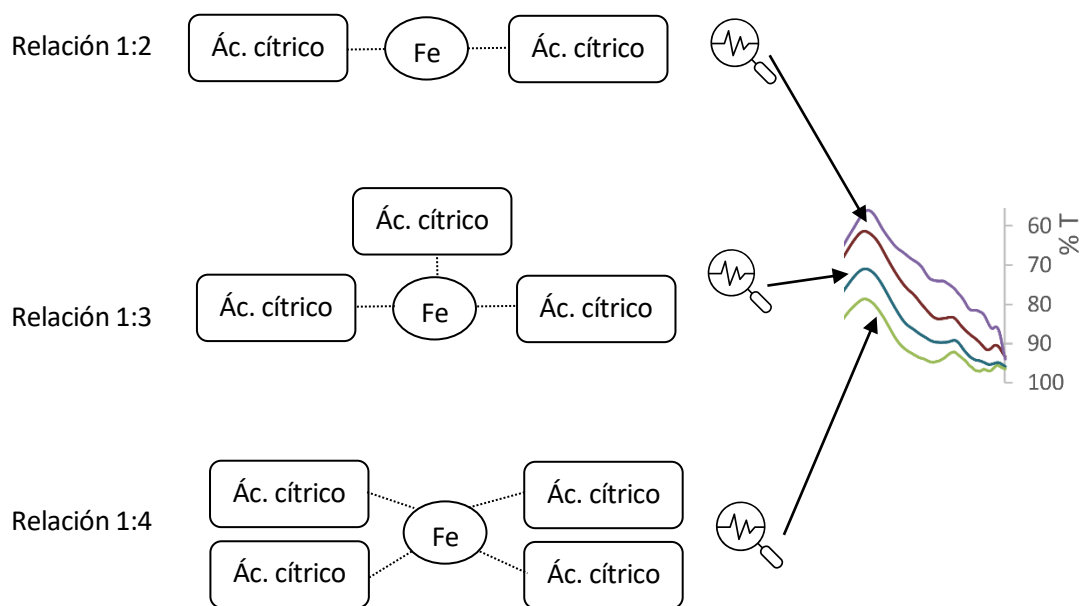 Relación 1:2
Ác. cítrico
Fe
Ác. cítrico
Ác. cítrico
Relación 1:3
Ác. cítrico
Fe
Ác. cítrico
60
70
80
90
100
% T
Relación 1:4
Ác. cítrico
Ác. cítrico
Fe
Ác. cítrico
Ác. cítrico